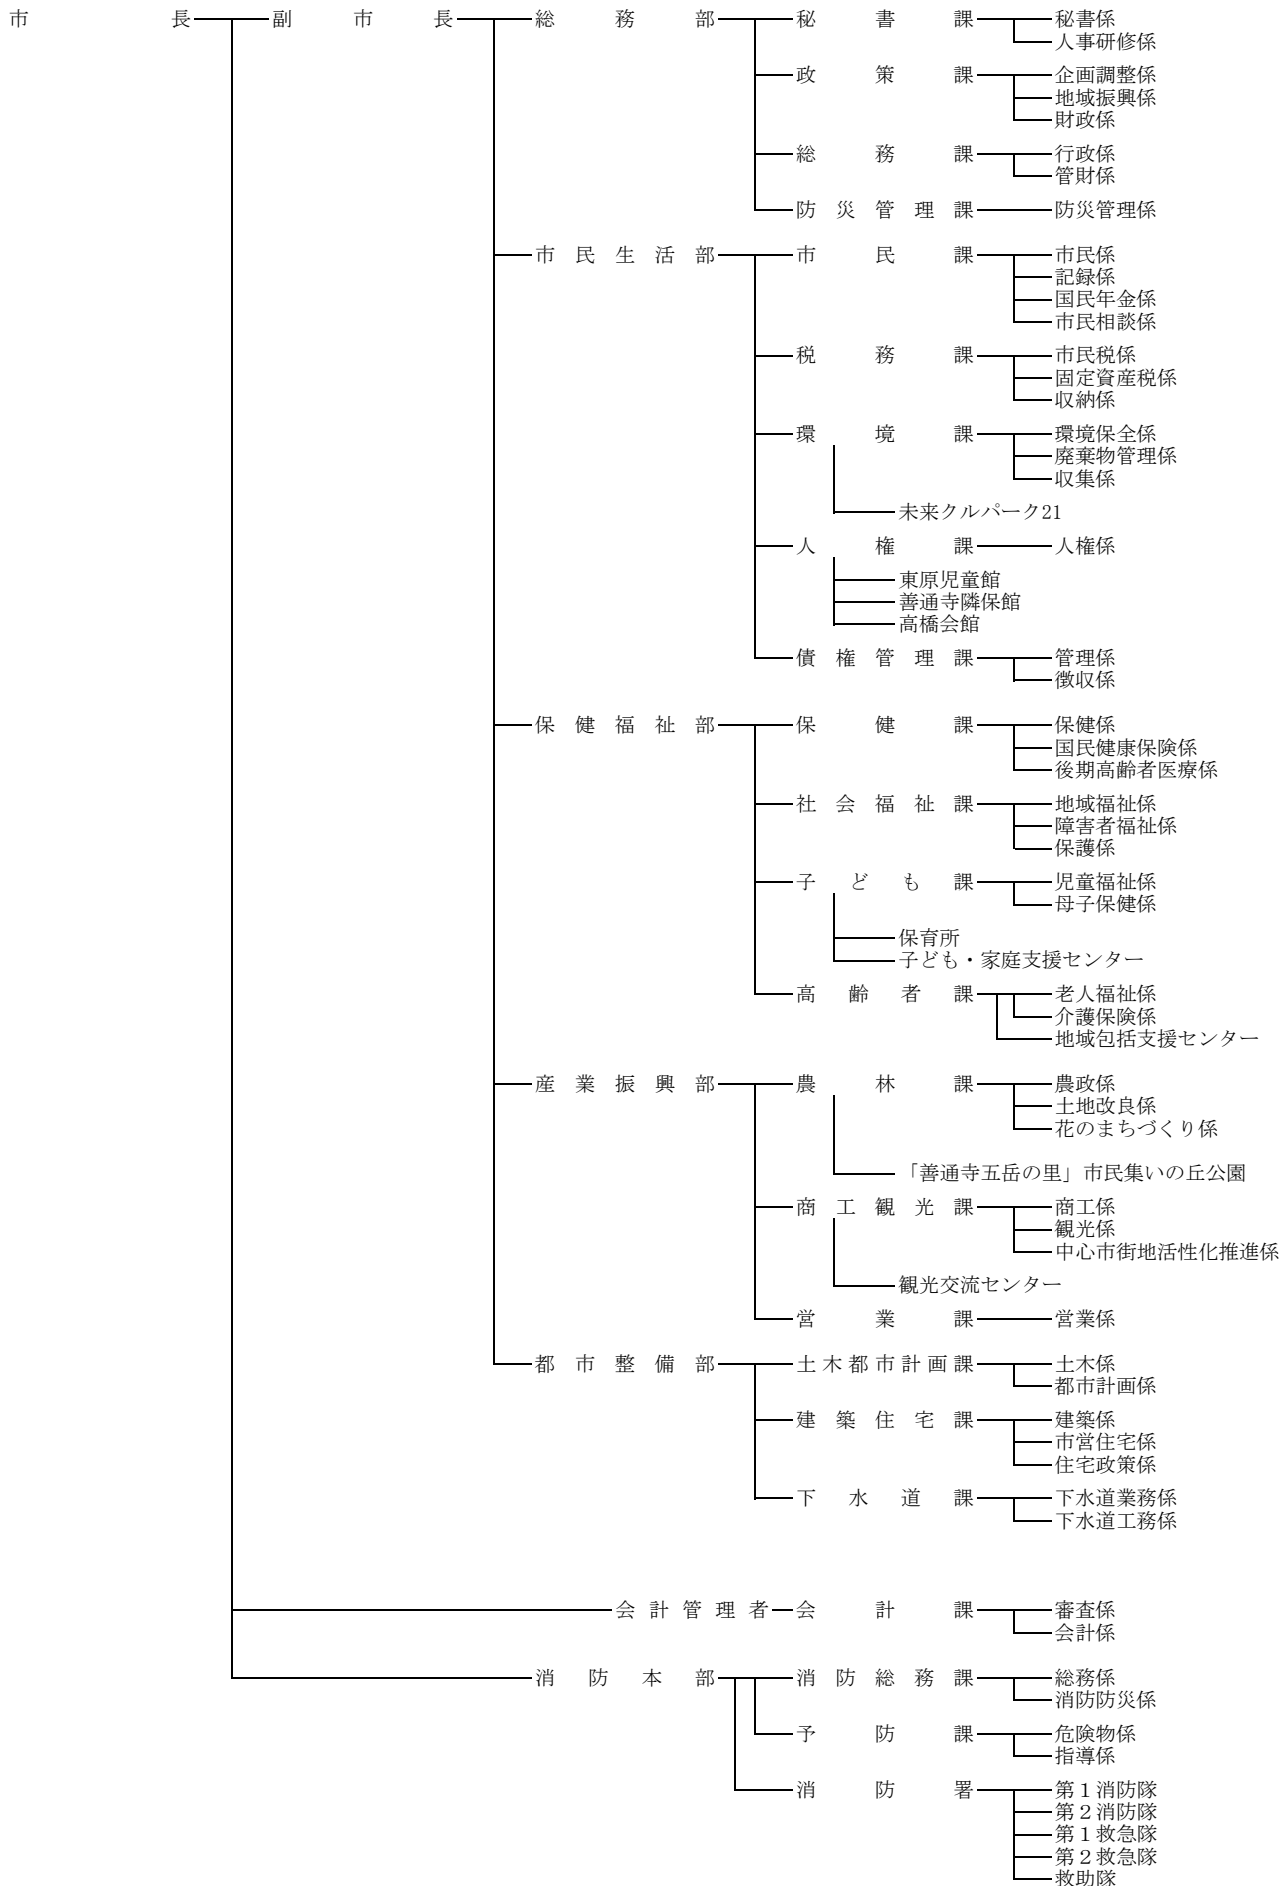 市長 副市長 総務部 秘書課 秘書係
人事研修係
政策課 企画調整係
地域振興係
財政係
総務課 行政係
管財係
防災管理課 防災管理係
市民生活部 市民課 市民係
記録係
国民年金係
市民相談係
税務課 市民税係
固定資産税係
収納係
環境課 環境保全係
廃棄物管理係
収集係
未来クルパーク21
人権課 人権係
東原児童館
善通寺隣保館
高橋会館
債権管理課 管理係
徴収係
保健福祉部 保健課 保健係
国民健康保険係
後期高齢者医療係
社会福祉課 地域福祉係
障害者福祉係
保護係
子ども課 児童福祉係
母子保健係
保育所
子ども・家庭支援センター
高齢者課 老人福祉係
介護保険係
地域包括支援センター
産業振興部 農林課 農政係
土地改良係
花のまちづくり係
「善通寺五岳の里」市民集いの丘公園
商工観光課 商工係
観光係
中心市街地活性化推進係
観光交流センター
営業課 営業係
都市整備部 土木都市計画課 土木係
都市計画係
建築住宅課 建築係
市営住宅係
住宅政策係
下水道課 下水道業務係
下水道工務係
会計管理者 会計課 審査係
会計係
消防本部 消防総務課 総務係
消防防災係
予防課 危険物係
指導係
消防署 第1消防隊
第2消防隊
第1救急隊
第2救急隊
救助隊